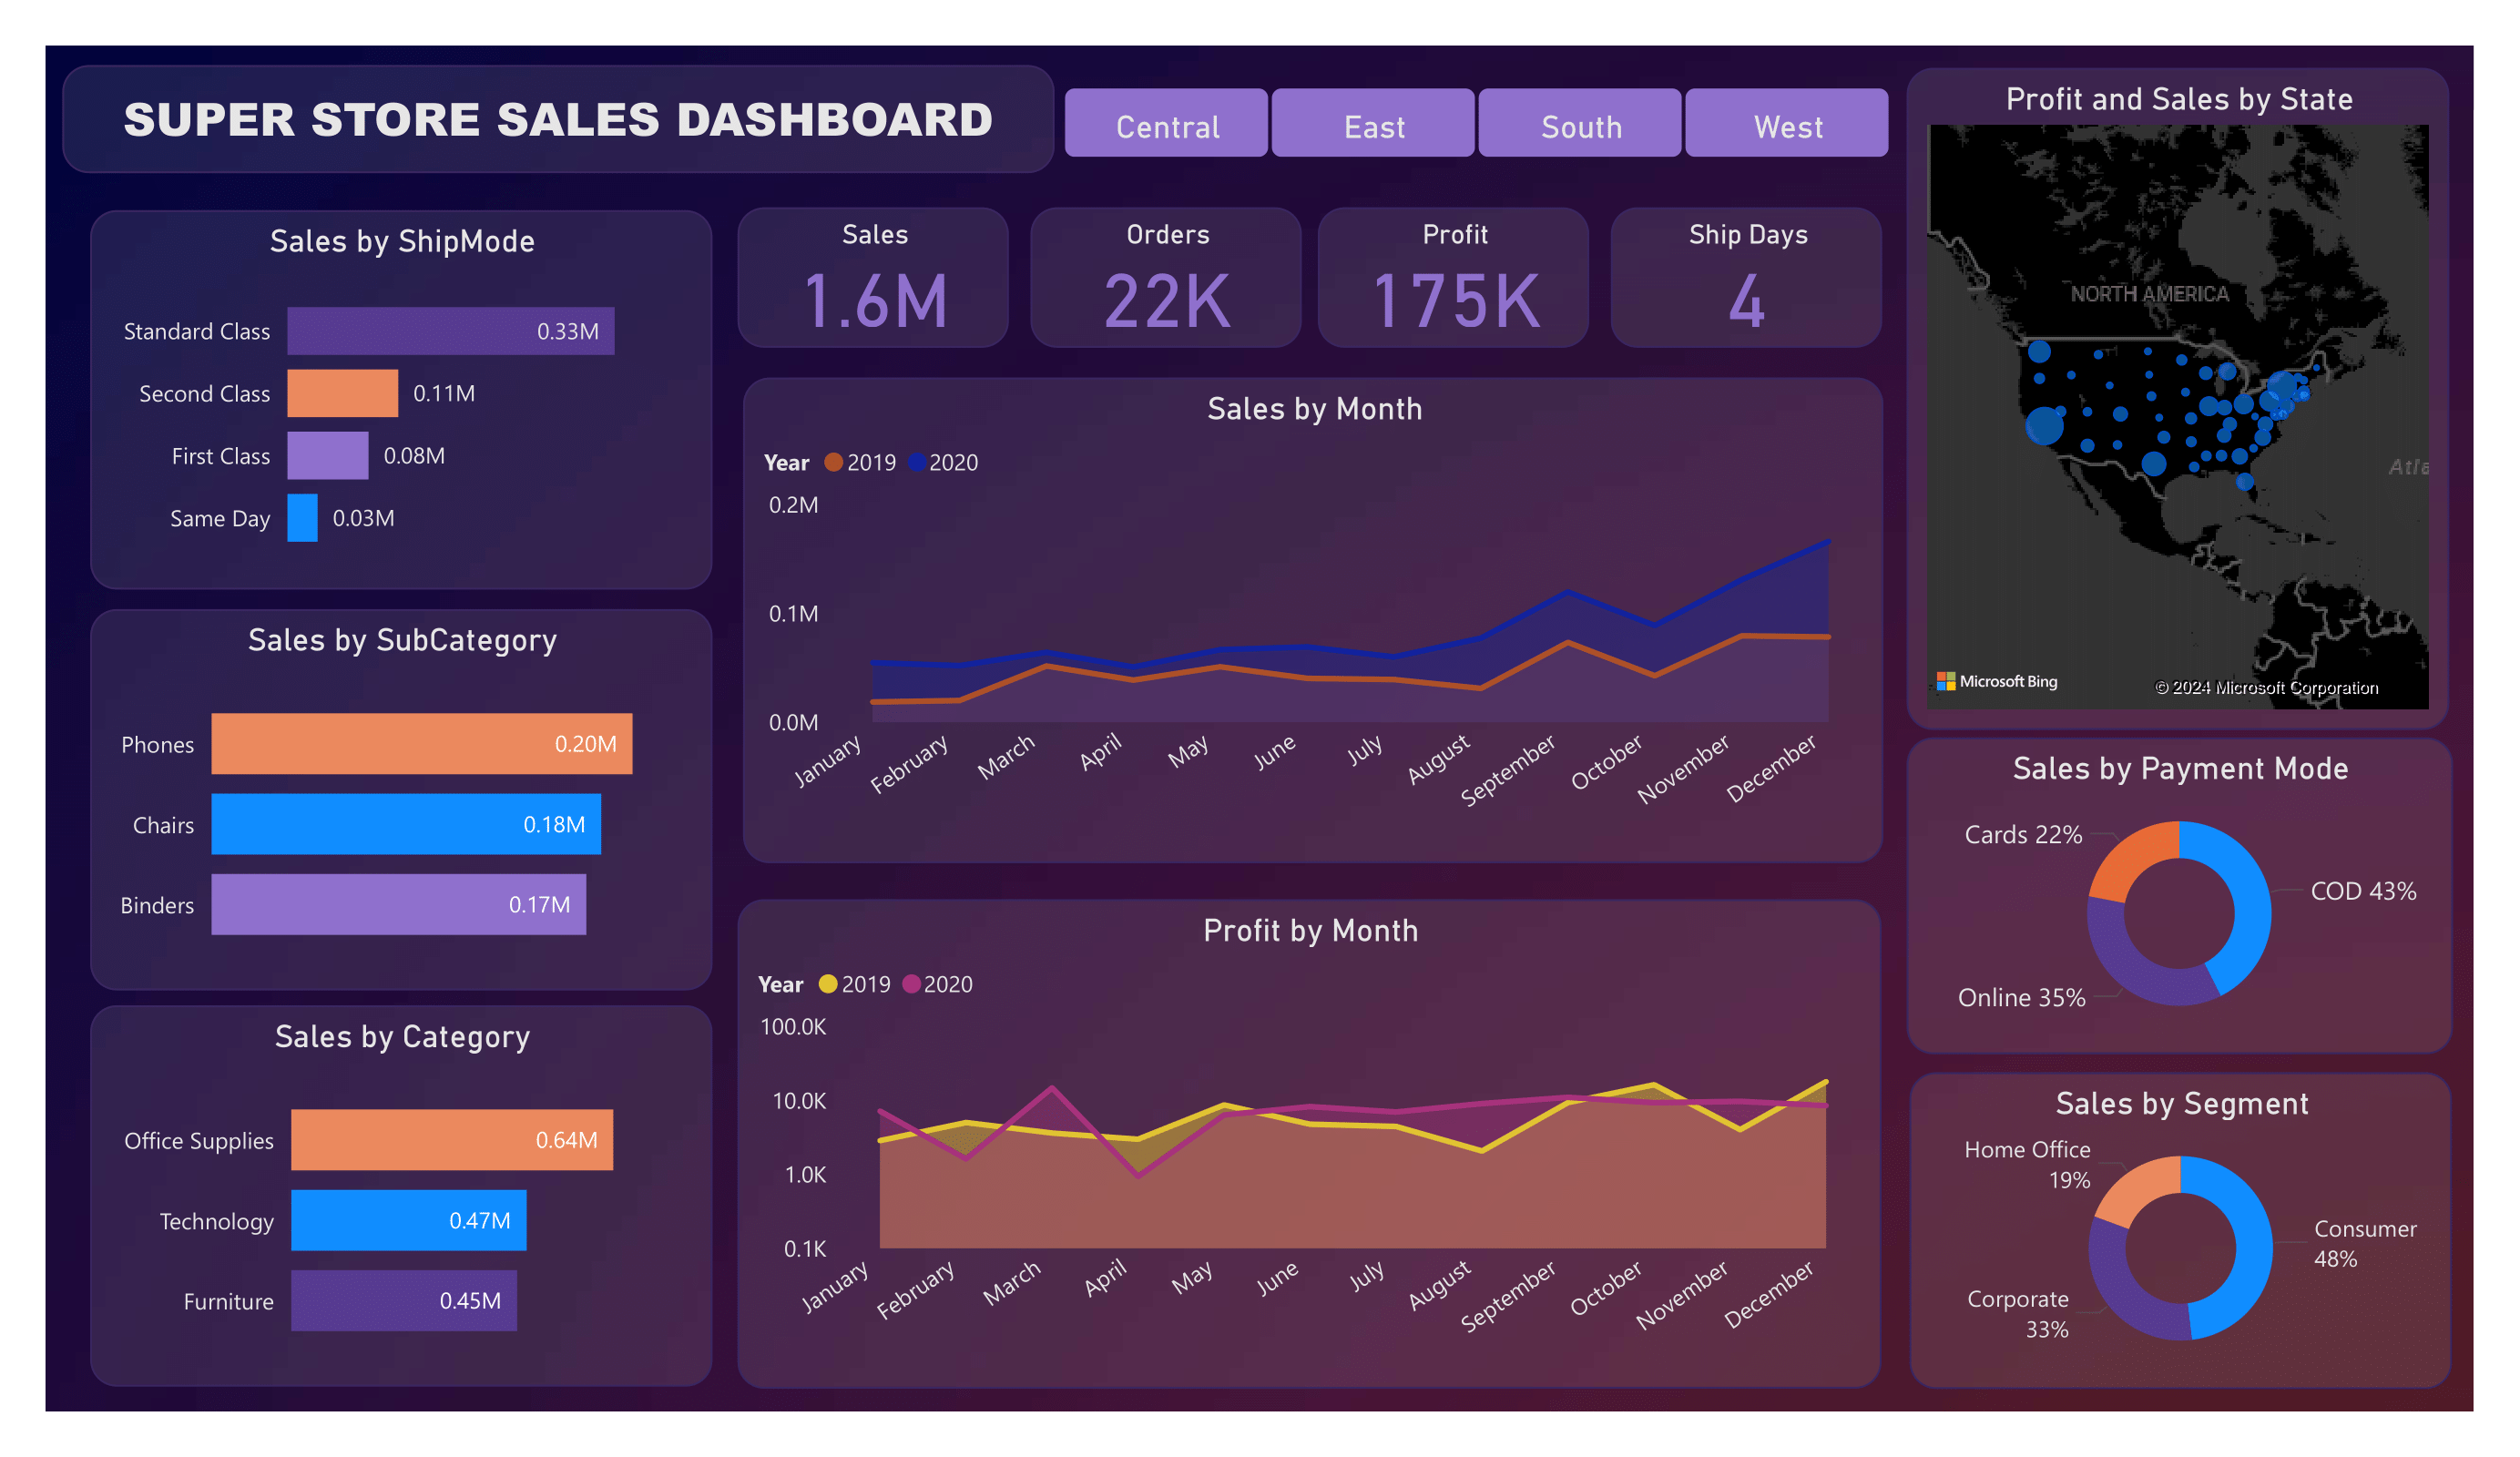 SUPER STORE SALES DASHBOARD
Central
East
South
West
Sales by ShipMode
Standard Class
0.33M
Second Class
0.11M
First Class
0.08M
Same Day
0.03M
Sales by SubCategory
Phones
0.20M
Chairs
0.18M
Binders
0.17M
Sales by Category
Office Supplies
0.64M
Technology
0.47M
Furniture
0.45M
Sales
1.6M
Orders
22K
Profit
175K
Ship Days
4
Sales by Month
Year 2019 2020
0.2M
0.1M
0.0M
January
February
March
April
May
June
July
August
September
October
November
December
Profit by Month
Year 2019 2020
100.0K
10.0K
1.0K
0.1K
January
February
March
April
May
June
July
August
September
October
November
December
Profit and Sales by State
NORTH AMERICA
Atla
Microsoft Bing
© 2024 Microsoft Corporation
Sales by Payment Mode
Cards 22%
COD 43%
Online 35%
Sales by Segment
Home Office
19%
Consumer
48%
Corporate
33%